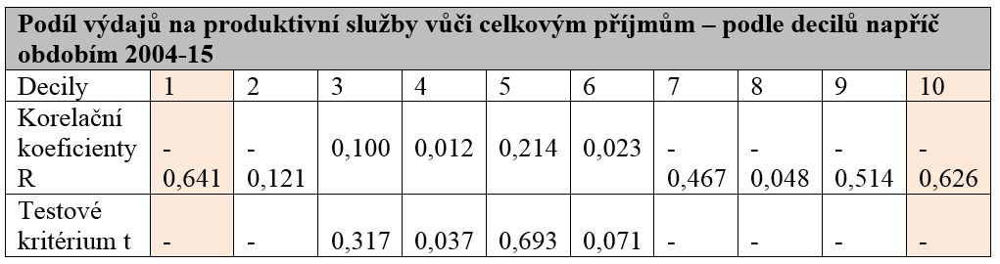 Podíl výdajů na produktivní služby vůči celkovým příjmům – podle decilů napříč
obdobím 2004-15
Decily 1 2 3 4 5 6 7 8 9 10
Korelační
koeficienty - - 0,100 0,012 0,214 0,023 - - - -
R 0,641 0,121 0,467 0,048 0,514 0,626
Testové
kritérium t - - 0,317 0,037 0,693 0,071 - - - -